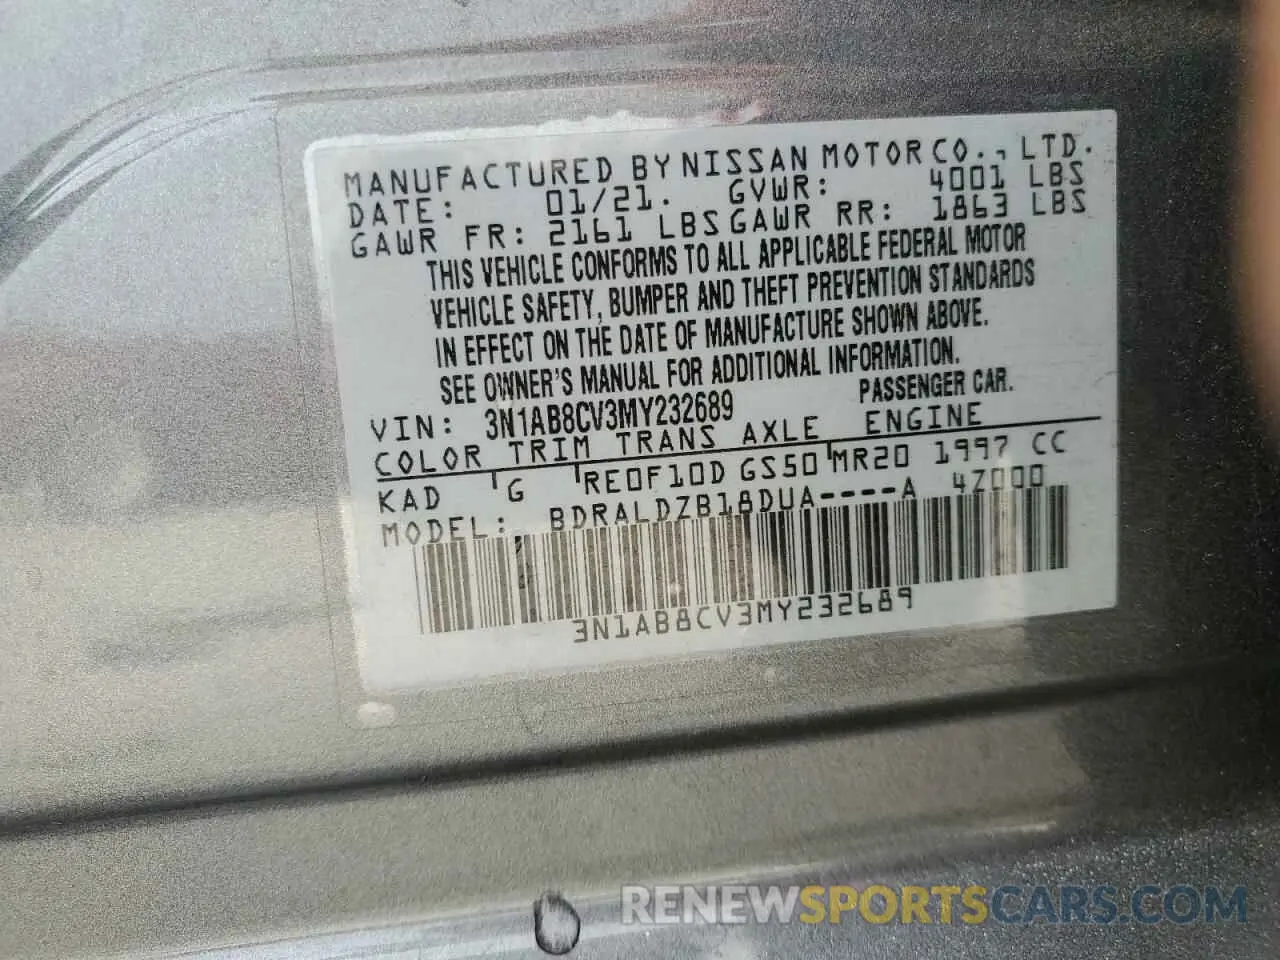 MANUFACTURED BY NISSAN MOTOR CO., LTD.
DATE: 01/21. GVWR: 4001 LBS
GAWR FR: 2161 LBS GAWR RR: 1863 LBS
THIS VEHICLE CONFORMS TO ALL APPLICABLE FEDERAL MOTOR
VEHICLE SAFETY, BUMPER AND THEFT PREVENTION STANDARDS
IN EFFECT ON THE DATE OF MANUFACTURE SHOWN ABOVE.
SEE OWNER'S MANUAL FOR ADDITIONAL INFORMATION.
VIN: 3N1AB8CV3MY232689 PASSENGER CAR.
COLOR TRIM TRANS AXLE ENGINE
KAD G RE0F10D GS50 MR20 1997 CC
MODEL: BDRALDZB18DUA----A 4Z000
3N1AB8CV3MY232689
RENEWSPORTSCARS.COM